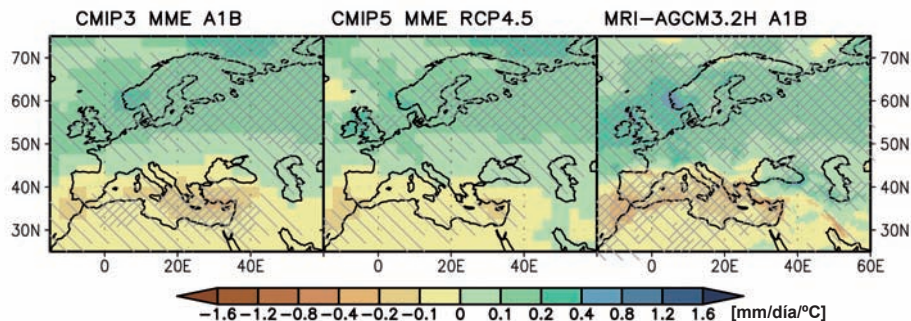 CMIP3 MME A1B CMIP5 MME RCP4.5 MRI-AGCM3.2H A1B
70N 70N
60N 60N
50N 50N
40N 40N
30N 30N
0 20E 40E 0 20E 40E 0 20E 40E 60E
-1.6 -1.2 -0.8 -0.4 -0.2 -0.1 0 0.1 0.2 0.4 0.8 1.2 1.6 [mm/día/ºC]